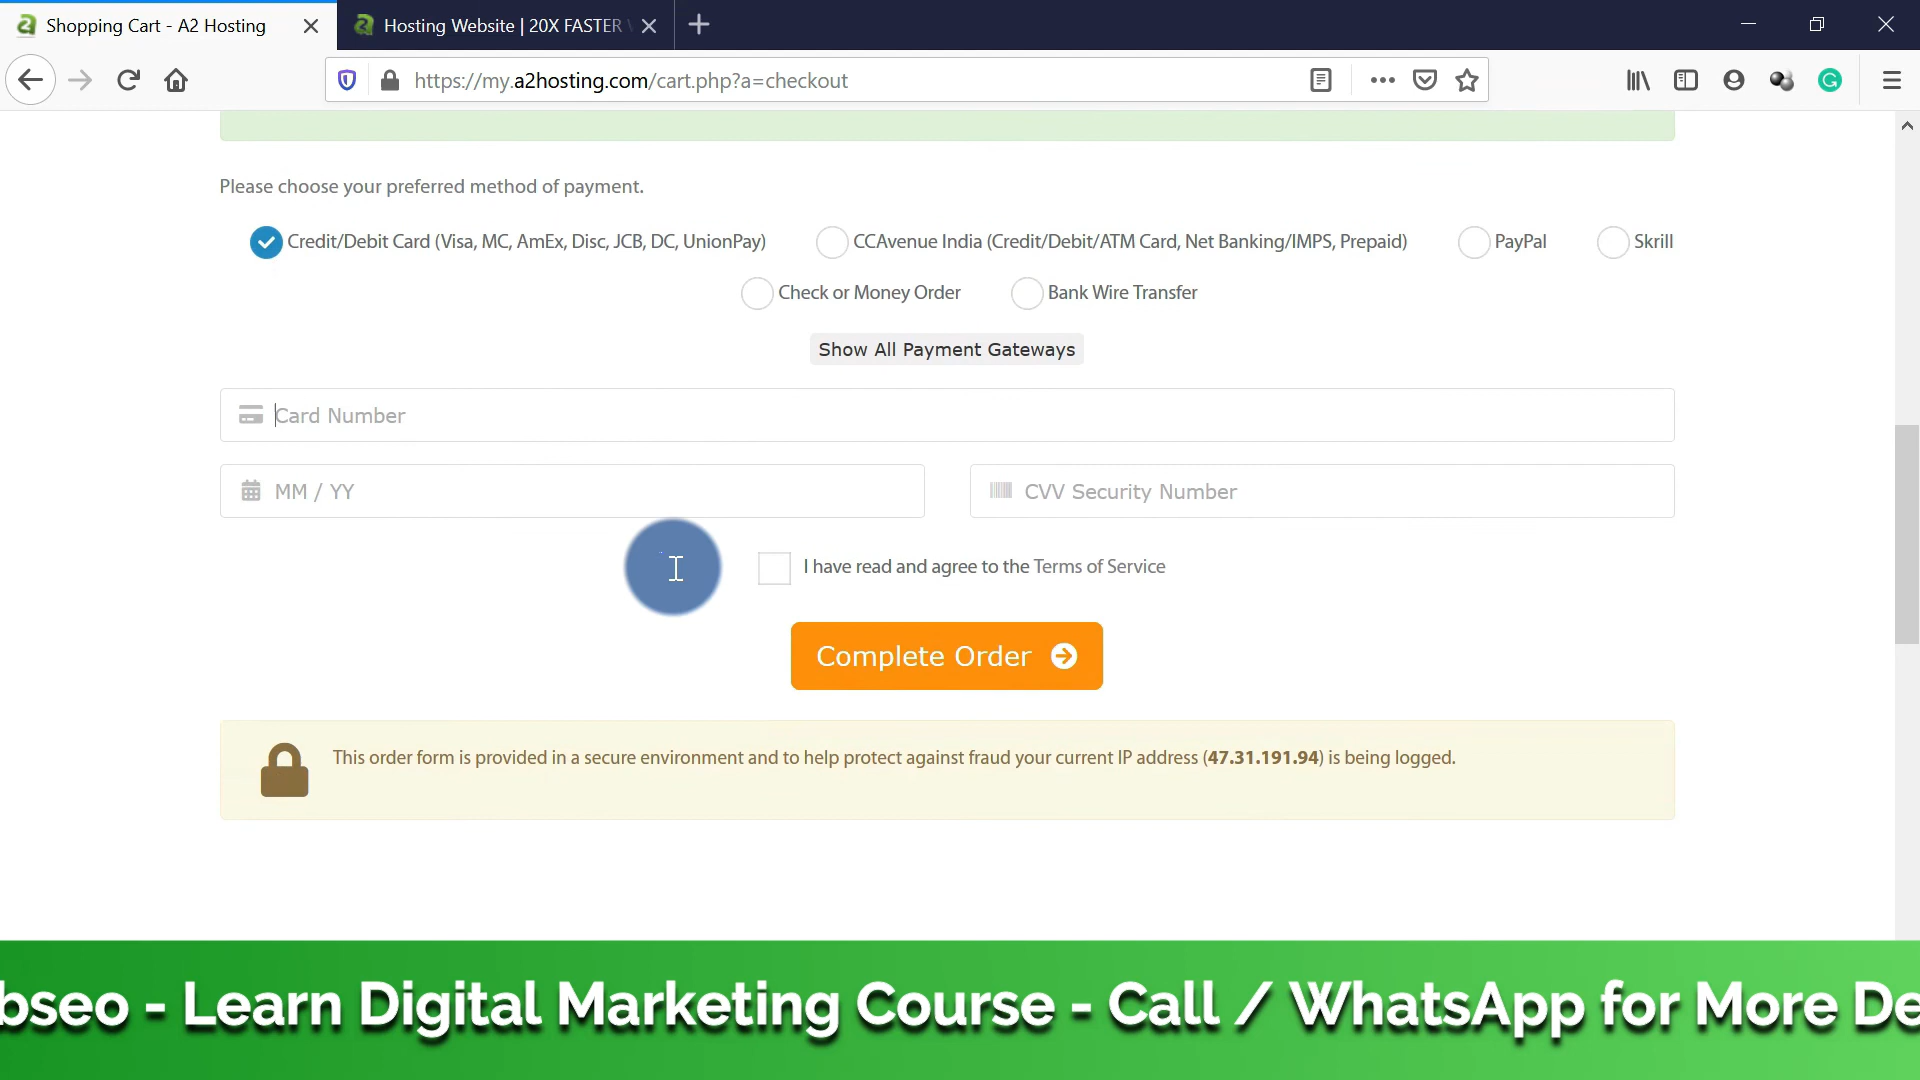 Shopping Cart - A2 Hosting
Hosting Website | 20X FASTER
https://my.a2hosting.com/cart.php?a=checkout
Please choose your preferred method of payment.
Credit/Debit Card (Visa, MC, AmEx, Disc, JCB, DC, UnionPay)
CCAvenue India (Credit/Debit/ATM Card, Net Banking/IMPS, Prepaid)
PayPal
Skrill
Check or Money Order
Bank Wire Transfer
Show All Payment Gateways
Card Number
MM / YY
CVV Security Number
I have read and agree to the Terms of Service
Complete Order
This order form is provided in a secure environment and to help protect against fraud your current IP address (47.31.191.94) is being logged.
bseo - Learn Digital Marketing Course - Call / WhatsApp for More De